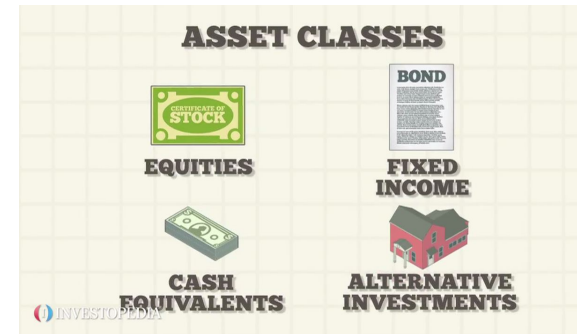 ASSET CLASSES
CERTIFICATE OF
STOCK
BOND
EQUITIES
FIXED
INCOME
CASH
EQUIVALENTS
ALTERNATIVE
INVESTMENTS
INVESTOPEDIA